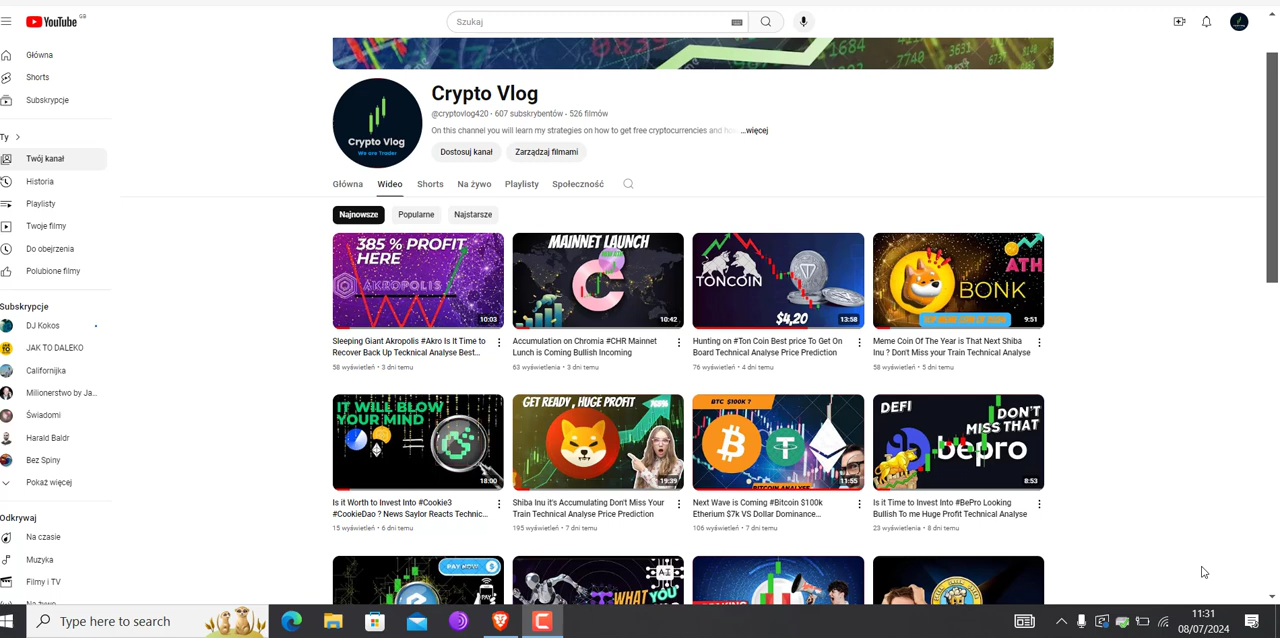 YouTube GB
Szukaj
Główna
Shorts
Subskrypcje
Ty
Twój kanał
Historia
Playlisty
Twoje filmy
Do obejrzenia
Polubione filmy
Subskrypcje
DJ Kokos
JAK TO DALEKO
Californijka
Milionerstwo by Ja...
Świadomi
Harald Baldr
Bez Spiny
Pokaż więcej
Odkrywaj
Na czasie
Muzyka
Filmy i TV
Crypto Vlog
We are Trader
Crypto Vlog
@cryptovlog420 · 607 subskrybentów · 526 filmów
On this channel you will learn my strategies on how to get free cryptocurrencies and ...więcej
Dostosuj kanał Zarządzaj filmami
Główna Wideo Shorts Na żywo Playlisty Społeczność
Najnowsze Popularne Najstarsze
385 % PROFIT
HERE
AKROPOLIS
10:03
Sleeping Giant Akropolis #Akro Is It Time to
Recover Back Up Tecknical Analyse Best...
58 wyświetleń • 3 dni temu
MAINNET LAUNCH
10:42
Accumulation on Chromia #CHR Mainnet
Lunch is Coming Bullish Incoming
63 wyświetlenia • 3 dni temu
TONCOIN
$4,20
13:58
Hunting on #Ton Coin Best price To Get On
Board Technical Analyse Price Prediction
76 wyświetleń • 4 dni temu
ATH
BONK
9:51
Meme Coin Of The Year is That Next Shiba
Inu ? Don't Miss your Train Technical Analyse
58 wyświetleń • 5 dni temu
IT WILL BLOW
YOUR MIND
18:00
Is it Worth to Invest Into #Cookie3
#CookieDao ? News Saylor Reacts Technic...
15 wyświetleń • 6 dni temu
GET READY , HUGE PROFIT
19:39
Shiba Inu it's Accumulating Don't Miss Your
Train Technical Analyse Price Prediction
195 wyświetleń • 7 dni temu
BTC $100K ?
BITCOIN ANALYSE
11:55
Next Wave is Coming #Bitcoin $100k
Etherium $7k VS Dollar Dominance...
106 wyświetleń • 7 dni temu
DEFI
DON'T
MISS THAT
bepro
8:53
Is it Time to Invest Into #BePro Looking
Bullish To me Huge Profit Technical Analyse
23 wyświetlenia • 8 dni temu
PAY NOW
PAY
AI
WHAT YOU
Type here to search
11:31
08/07/2024